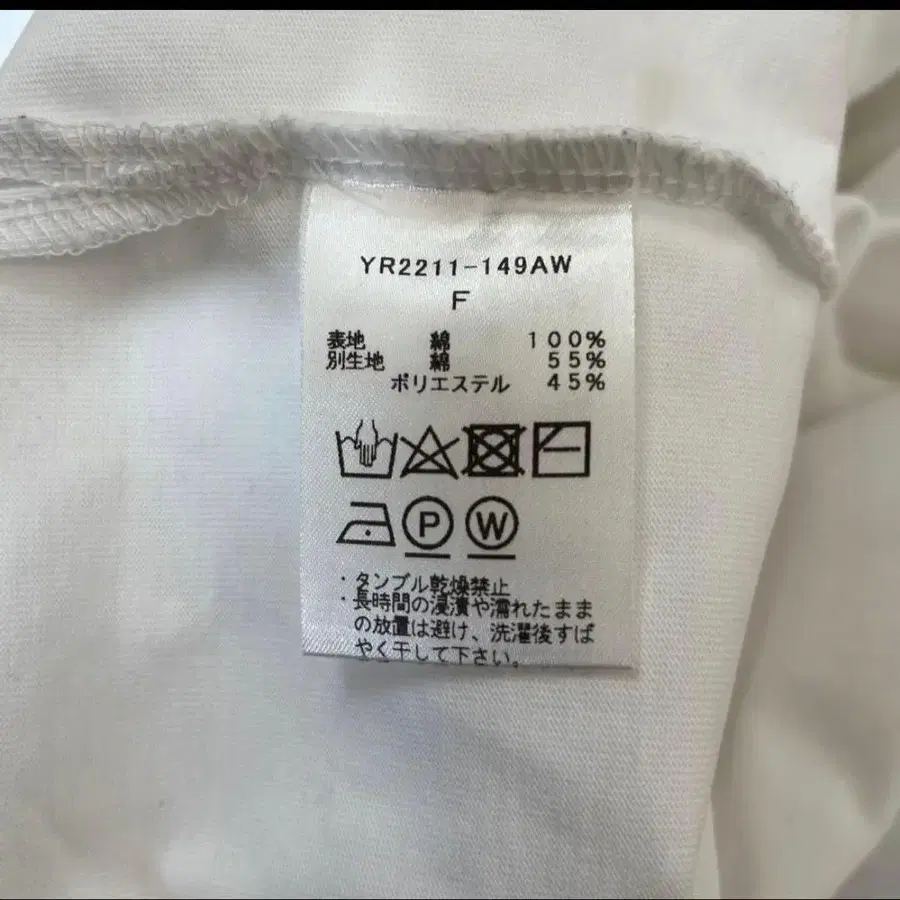 YR2211-149AW
F
表地 綿 100%
別生地 綿 55%
ポリエステル 45%
P W
・タンブル乾燥禁止
・長時間の浸漬や濡れたまま
の放置は避け、洗濯後すば
やく干して下さい。